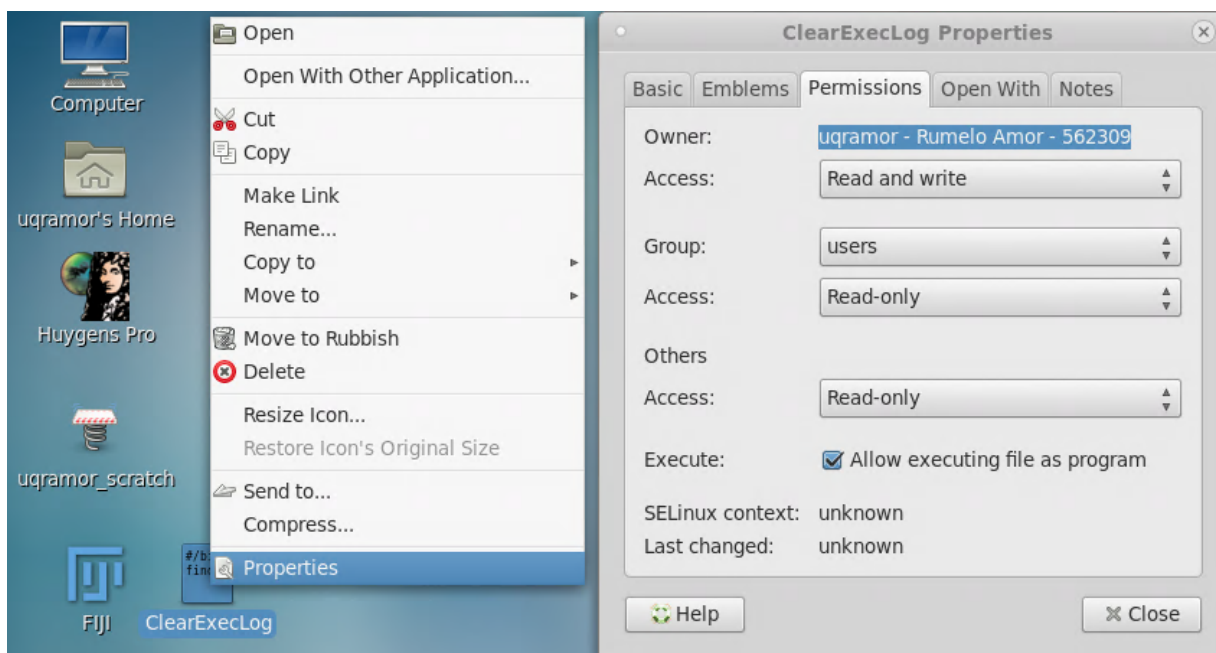 Computer
uqramor's Home
Huygens Pro
uqramor_scratch
FIJI
#/b
find
ClearExecLog
Open
Open With Other Application...
Cut
Copy
Make Link
Rename...
Copy to
Move to
Move to Rubbish
Delete
Resize Icon...
Restore Icon's Original Size
Send to...
Compress...
Properties
ClearExecLog Properties
Basic Emblems Permissions Open With Notes
Owner: uqramor - Rumelo Amor - 562309
Access: Read and write
Group: users
Access: Read-only
Others
Access: Read-only
Execute: Allow executing file as program
SELinux context: unknown
Last changed: unknown
Help Close